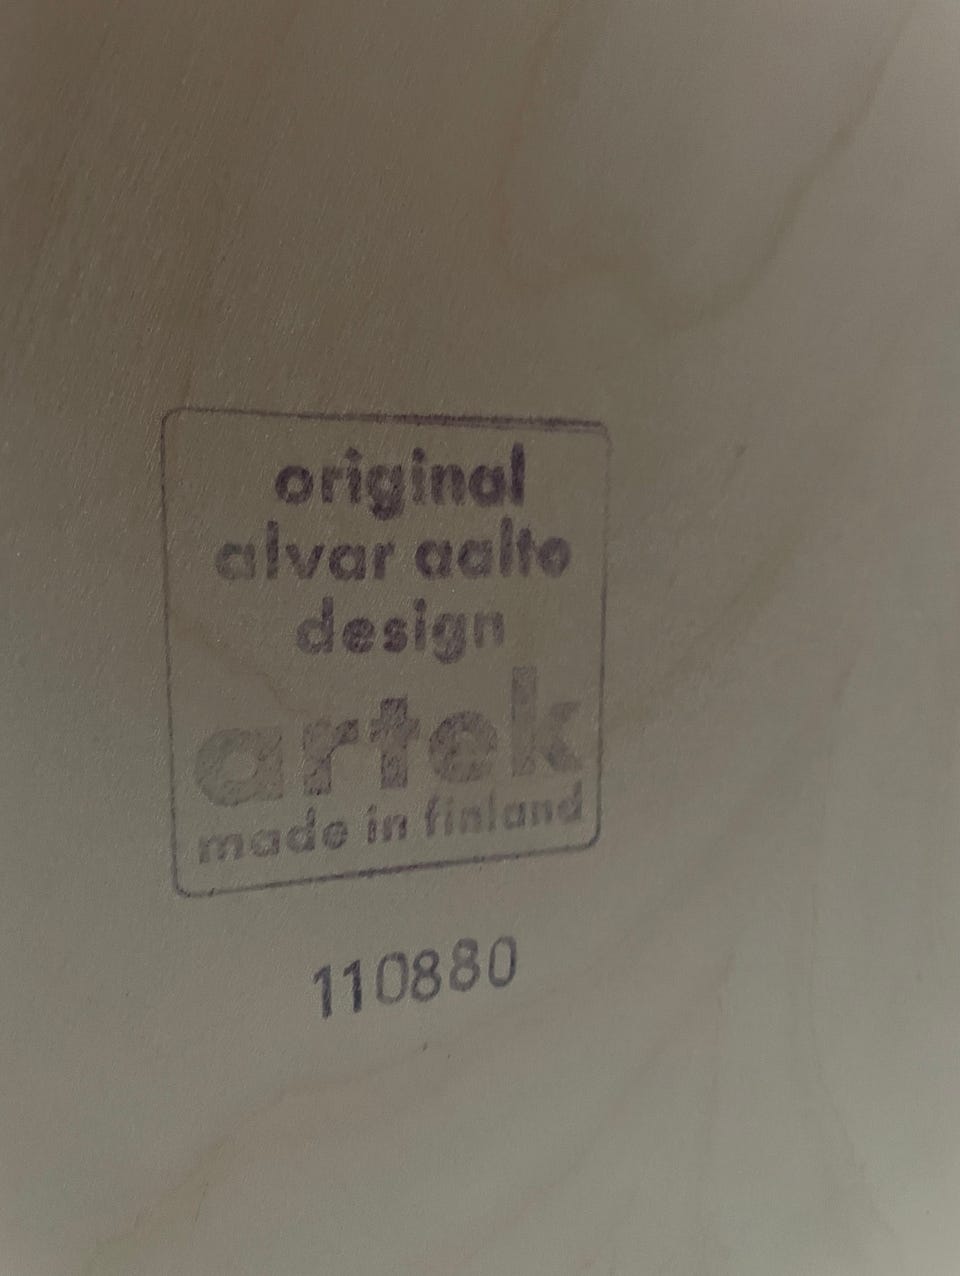 original
alvar aalto
design
artek
made in finland
110880